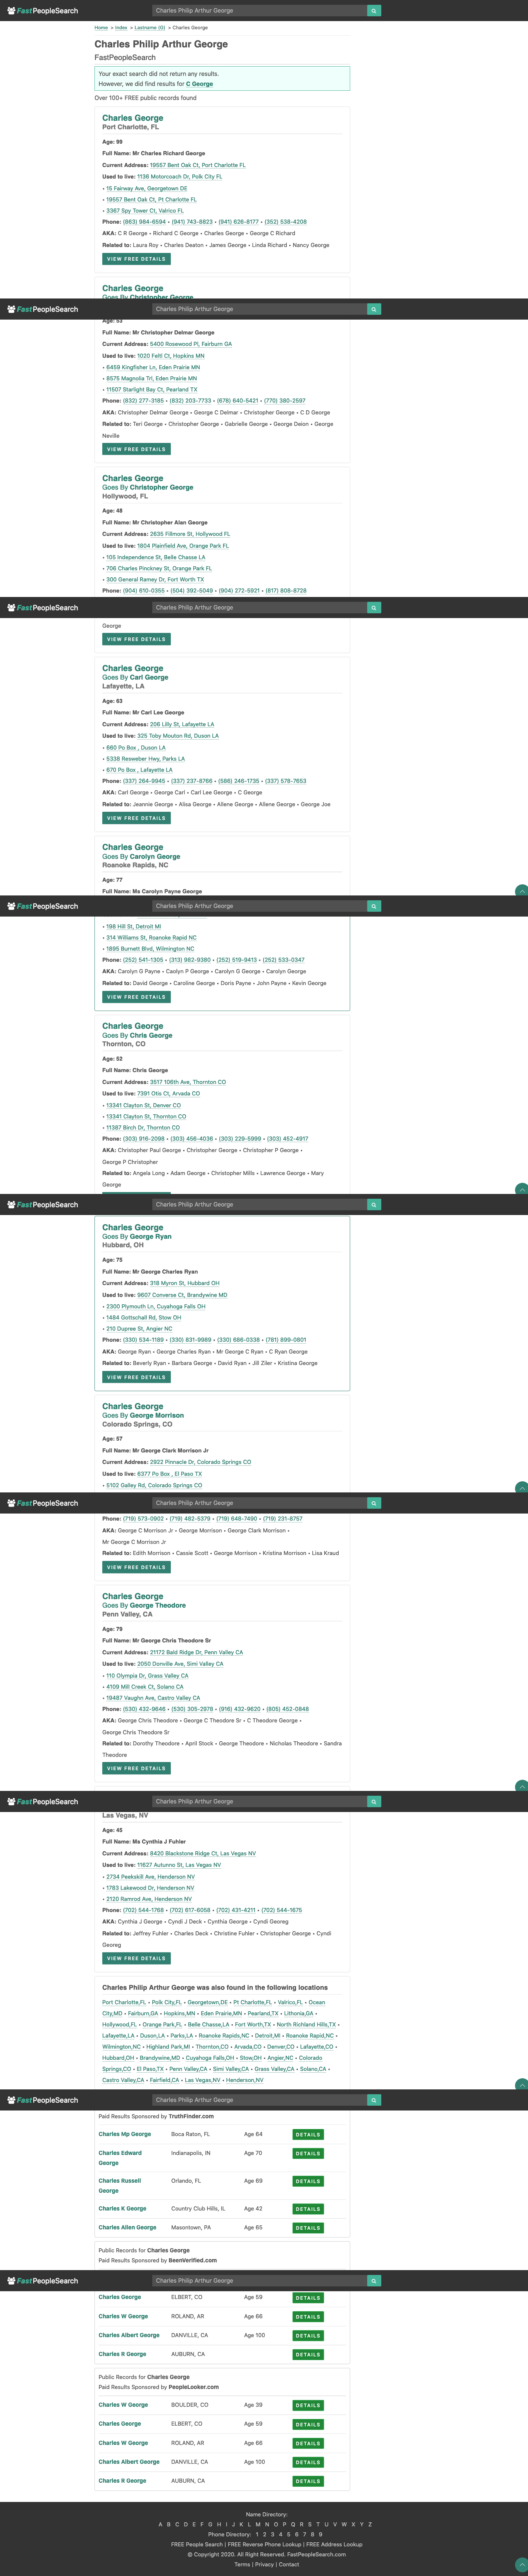 FastPeopleSearch
Charles Philip Arthur George
Home > Index > Lastname (G) > Charles George
Charles Philip Arthur George
FastPeopleSearch
Your exact search did not return any results.
However, we did find results for C George
Over 100+ FREE public records found
Charles George
Port Charlotte, FL
Age: 99
Full Name: Mr Charles Richard George
Current Address: 19557 Bent Oak Ct, Port Charlotte FL
Used to live: 1136 Motorcoach Dr, Polk City FL
• 15 Fairway Ave, Georgetown DE
• 19557 Bent Oak Ct, Pt Charlotte FL
• 3367 Spy Tower Ct, Valrico FL
Phone: (863) 984-6594 • (941) 743-8823 • (941) 626-8177 • (352) 538-4208
AKA: C R George • Richard C George • Charles George • George C Richard
Related to: Laura Roy • Charles Deaton • James George • Linda Richard • Nancy George
VIEW FREE DETAILS
Charles George
Goes By Christopher George
FastPeopleSearch
Charles Philip Arthur George
Age: 53
Full Name: Mr Christopher Delmar George
Current Address: 5400 Rosewood Pl, Fairburn GA
Used to live: 1020 Feltl Ct, Hopkins MN
• 6459 Kingfisher Ln, Eden Prairie MN
• 8575 Magnolia Trl, Eden Prairie MN
• 11507 Starlight Bay Ct, Pearland TX
Phone: (832) 277-3185 • (832) 203-7733 • (678) 840-5421 • (770) 380-2597
AKA: Christopher Delmar George • George C Delmar • Christopher George • C D George
Related to: Teri George • Christopher George • Gabrielle George • George Deion • George
Neville
VIEW FREE DETAILS
Charles George
Goes By Christopher George
Hollywood, FL
Age: 48
Full Name: Mr Christopher Alan George
Current Address: 2635 Fillmore St, Hollywood FL
Used to live: 1804 Plainfield Ave, Orange Park FL
• 105 Independence St, Belle Chasse LA
• 706 Charles Pinckney St, Orange Park FL
• 300 General Ramey Dr, Fort Worth TX
Phone: (904) 610-0355 • (504) 392-5049 • (904) 272-5921 • (817) 808-8728
FastPeopleSearch
Charles Philip Arthur George
George
VIEW FREE DETAILS
Charles George
Goes By Carl George
Lafayette, LA
Age: 63
Full Name: Mr Carl Lee George
Current Address: 206 Lilly St, Lafayette LA
Used to live: 325 Toby Mouton Rd, Duson LA
• 660 Po Box , Duson LA
• 5338 Resweber Hwy, Parks LA
• 670 Po Box , Lafayette LA
Phone: (337) 264-9945 • (337) 237-8766 • (586) 246-1735 • (337) 578-7653
AKA: Carl George • George Carl • Carl Lee George • C George
Related to: Jeannie George • Alisa George • Allene George • Allene George • George Joe
VIEW FREE DETAILS
Charles George
Goes By Carolyn George
Roanoke Rapids, NC
Age: 77
Full Name: Ms Carolyn Payne George
FastPeopleSearch
Charles Philip Arthur George
• 198 Hill St, Detroit MI
• 314 Williams St, Roanoke Rapid NC
• 1895 Burnett Blvd, Wilmington NC
Phone: (252) 541-1305 • (313) 982-9360 • (252) 519-9413 • (252) 533-0347
AKA: Carolyn G Payne • Caolyn P George • Carolyn G George • Carolyn George
Related to: David George • Caroline George • Doris Payne • John Payne • Kevin George
VIEW FREE DETAILS
Charles George
Goes By Chris George
Thornton, CO
Age: 52
Full Name: Chris George
Current Address: 3517 106th Ave, Thornton CO
Used to live: 7391 Otis Ct, Arvada CO
• 13341 Clayton St, Denver CO
• 13341 Clayton St, Thornton CO
• 11387 Birch Dr, Thornton CO
Phone: (303) 916-2098 • (303) 456-4036 • (303) 229-5999 • (303) 452-4917
AKA: Christopher Paul George • Christopher George • Christopher P George •
George P Christopher
Related to: Angela Long • Adam George • Christopher Mills • Lawrence George • Mary
George
FastPeopleSearch
Charles Philip Arthur George
Charles George
Goes By George Ryan
Hubbard, OH
Age: 75
Full Name: Mr George Charles Ryan
Current Address: 318 Myron St, Hubbard OH
Used to live: 9607 Converse Ct, Brandywine MD
• 2300 Plymouth Ln, Cuyahoga Falls OH
• 1484 Gottschall Rd, Stow OH
• 210 Dupree St, Angier NC
Phone: (330) 534-1189 • (330) 831-9989 • (330) 686-0338 • (781) 899-0801
AKA: George Ryan • George Charles Ryan • Mr George C Ryan • C Ryan George
Related to: Beverly Ryan • Barbara George • David Ryan • Jill Ziler • Kristina George
VIEW FREE DETAILS
Charles George
Goes By George Morrison
Colorado Springs, CO
Age: 57
Full Name: Mr George Clark Morrison Jr
Current Address: 2922 Pinnacle Dr, Colorado Springs CO
Used to live: 6377 Po Box , El Paso TX
• 5102 Galley Rd, Colorado Springs CO
FastPeopleSearch
Charles Philip Arthur George
Phone: (719) 573-0902 • (719) 482-5379 • (719) 648-7490 • (719) 231-8757
AKA: George C Morrison Jr • George Morrison • George Clark Morrison •
Mr George C Morrison Jr
Related to: Edith Morrison • Cassie Scott • George Morrison • Kristina Morrison • Lisa Kraud
VIEW FREE DETAILS
Charles George
Goes By George Theodore
Penn Valley, CA
Age: 79
Full Name: Mr George Chris Theodore Sr
Current Address: 21172 Bald Ridge Dr, Penn Valley CA
Used to live: 2050 Donville Ave, Simi Valley CA
• 110 Olympia Dr, Grass Valley CA
• 4109 Mill Creek Ct, Solano CA
• 19487 Vaughn Ave, Castro Valley CA
Phone: (530) 432-9646 • (530) 305-2978 • (916) 432-9620 • (805) 452-0848
AKA: George Chris Theodore • George C Theodore Sr • C Theodore George •
George Chris Theodore Sr
Related to: Dorothy Theodore • April Stock • George Theodore • Nicholas Theodore • Sandra
Theodore
VIEW FREE DETAILS
FastPeopleSearch
Charles Philip Arthur George
Las Vegas, NV
Age: 45
Full Name: Ms Cynthia J Fuhler
Current Address: 8420 Blackstone Ridge Ct, Las Vegas NV
Used to live: 11627 Autunno St, Las Vegas NV
• 2734 Peekskill Ave, Henderson NV
• 1783 Lakewood Dr, Henderson NV
• 2120 Ramrod Ave, Henderson NV
Phone: (702) 544-1768 • (702) 617-6058 • (702) 431-4211 • (702) 544-1675
AKA: Cynthia J George • Cyndi J Deck • Cynthia George • Cyndi Georeg
Related to: Jeffrey Fuhler • Charles Deck • Christine Fuhler • Christopher George • Cyndi
Georeg
VIEW FREE DETAILS
Charles Philip Arthur George was also found in the following locations
Port Charlotte,FL • Polk City,FL • Georgetown,DE • Pt Charlotte,FL • Valrico,FL • Ocean
City,MD • Fairburn,GA • Hopkins,MN • Eden Prairie,MN • Pearland,TX • Lithonia,GA •
Hollywood,FL • Orange Park,FL • Belle Chasse,LA • Fort Worth,TX • North Richland Hills,TX •
Lafayette,LA • Duson,LA • Parks,LA • Roanoke Rapids,NC • Detroit,MI • Roanoke Rapid,NC •
Wilmington,NC • Highland Park,MI • Thornton,CO • Arvada,CO • Denver,CO • Lafayette,CO •
Hubbard,OH • Brandywine,MD • Cuyahoga Falls,OH • Stow,OH • Angier,NC • Colorado
Springs,CO • El Paso,TX • Penn Valley,CA • Simi Valley,CA • Grass Valley,CA • Solano,CA •
Castro Valley,CA • Fairfield,CA • Las Vegas,NV • Henderson,NV
FastPeopleSearch
Charles Philip Arthur George
Paid Results Sponsored by TruthFinder.com
Charles Mp George Boca Raton, FL Age 64 DETAILS
Charles Edward Indianapolis, IN Age 70 DETAILS
George
Charles Russell Orlando, FL Age 69 DETAILS
George
Charles K George Country Club Hills, IL Age 42 DETAILS
Charles Allen George Masontown, PA Age 65 DETAILS
Public Records for Charles George
Paid Results Sponsored by BeenVerified.com
FastPeopleSearch
Charles Philip Arthur George
Charles George ELBERT, CO Age 59 DETAILS
Charles W George ROLAND, AR Age 66 DETAILS
Charles Albert George DANVILLE, CA Age 100 DETAILS
Charles R George AUBURN, CA DETAILS
Public Records for Charles George
Paid Results Sponsored by PeopleLooker.com
Charles W George BOULDER, CO Age 39 DETAILS
Charles George ELBERT, CO Age 59 DETAILS
Charles W George ROLAND, AR Age 66 DETAILS
Charles Albert George DANVILLE, CA Age 100 DETAILS
Charles R George AUBURN, CA DETAILS
Name Directory:
A B C D E F G H I J K L M N O P Q R S T U V W X Y Z
Phone Directory: 1 2 3 4 5 6 7 8 9
FREE People Search | FREE Reverse Phone Lookup | FREE Address Lookup
© Copyright 2020. All Right Reserved. FastPeopleSearch.com
Terms | Privacy | Contact